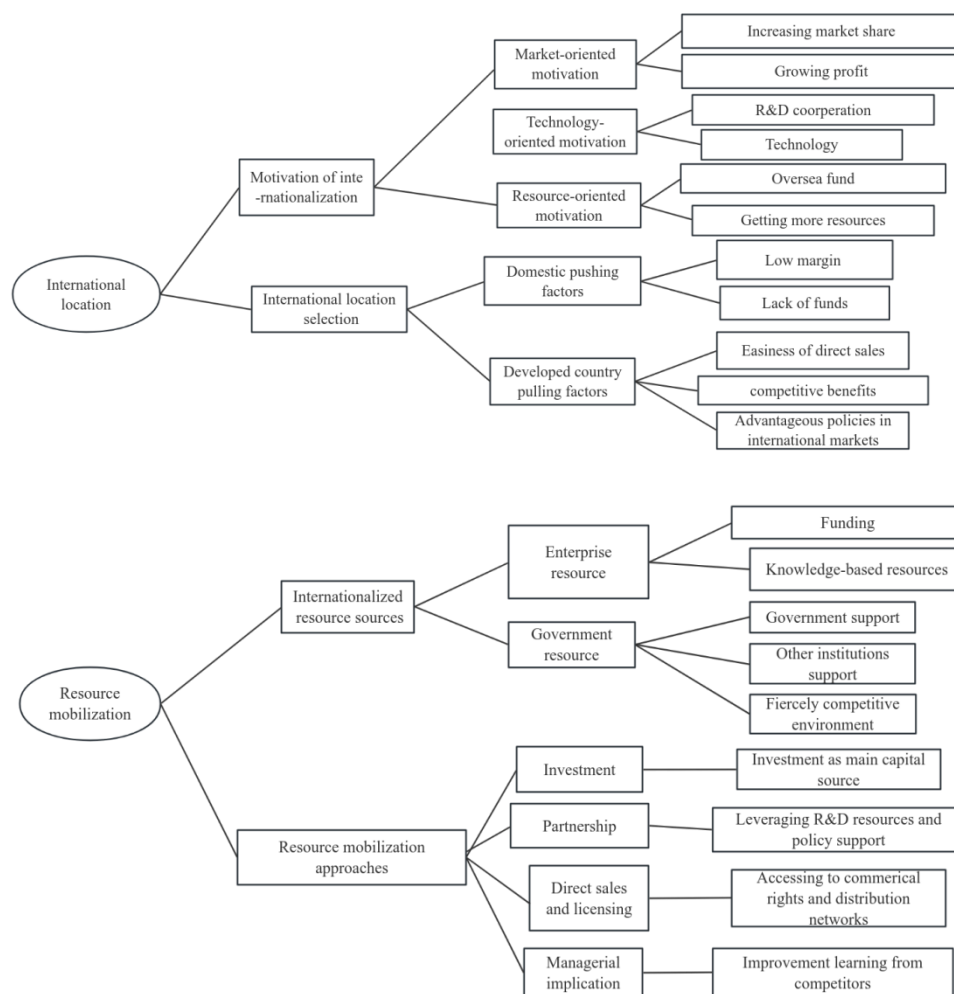 International
location
Motivation of inte
-rnationalization
International location
selection
Market-oriented
motivation
Technology-
oriented motivation
Resource-oriented
motivation
Domestic pushing
factors
Developed country
pulling factors
Increasing market share
Growing profit
R&D coorperation
Technology
Oversea fund
Getting more resources
Low margin
Lack of funds
Easiness of direct sales
competitive benefits
Advantageous policies in
international markets
Resource
mobilization
Internationalized
resource sources
Resource mobilization
approaches
Enterprise
resource
Government
resource
Investment
Partnership
Direct sales
and licensing
Managerial
implication
Funding
Knowledge-based resources
Government support
Other institutions
support
Fiercely competitive
environment
Investment as main capital
source
Leveraging R&D resources and
policy support
Accessing to commerical
rights and distribution
networks
Improvement learning from
competitors